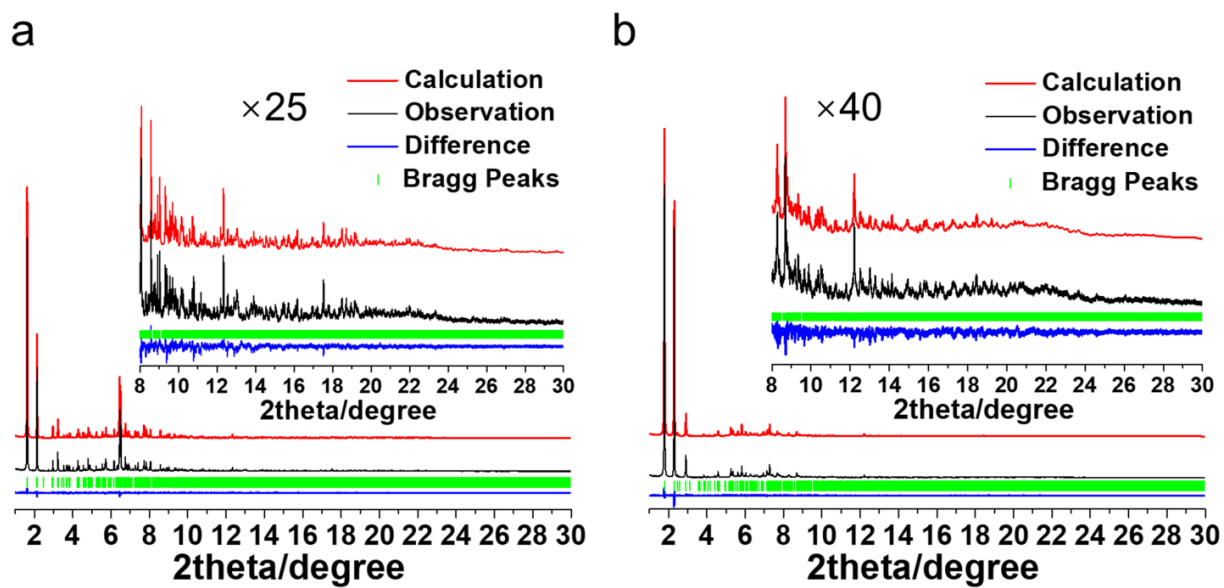 a
×25
Calculation
Observation
Difference
Bragg Peaks
8 10 12 14 16 18 20 22 24 26 28 30
2theta/degree
2 4 6 8 10 12 14 16 18 20 22 24 26 28 30
2theta/degree
b
×40
Calculation
Observation
Difference
Bragg Peaks
8 10 12 14 16 18 20 22 24 26 28 30
2theta/degree
2 4 6 8 10 12 14 16 18 20 22 24 26 28 30
2theta/degree